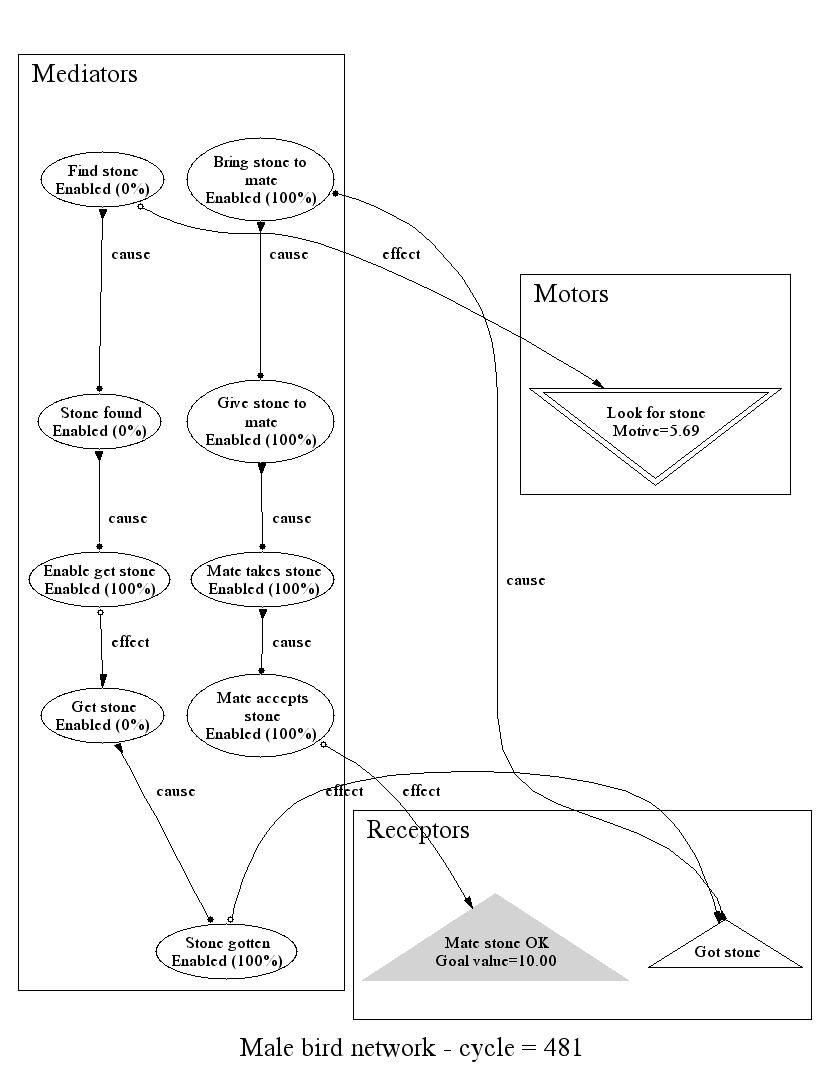 Mediators
Find stone
Enabled (0%)
Bring stone to
mate
Enabled (100%)
cause
cause
effect
Motors
Look for stone
Motive=5.69
Stone found
Enabled (0%)
Give stone to
mate
Enabled (100%)
cause
cause
Enable get stone
Enabled (100%)
Mate takes stone
Enabled (100%)
cause
effect
cause
Get stone
Enabled (0%)
Mate accepts
stone
Enabled (100%)
cause
effect
effect
Receptors
Stone gotten
Enabled (100%)
Mate stone OK
Goal value=10.00
Got stone
Male bird network - cycle = 481